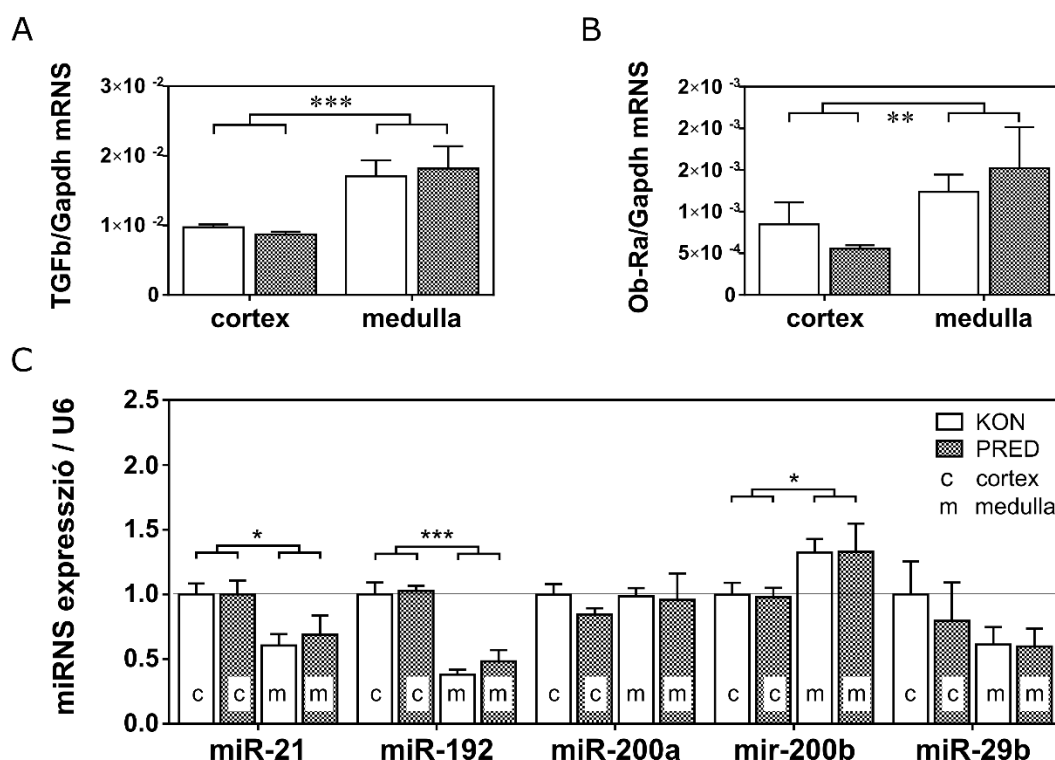 A
TGFb/Gapdh mRNS
3×10 -2
2×10 -2
1×10 -2
0
***
cortex
medulla
B
Ob-Ra/Gapdh mRNS
2×10 -3
2×10 -3
2×10 -3
1×10 -3
5×10 -4
0
**
cortex
medulla
C
miRNS expresszió / U6
2.5
2.0
1.5
1.0
0.5
0.0
KON
PRED
c cortex
m medulla
* *** *
c c m m c c m m c c m m c c m m c c m m
miR-21 miR-192 miR-200a mir-200b miR-29b